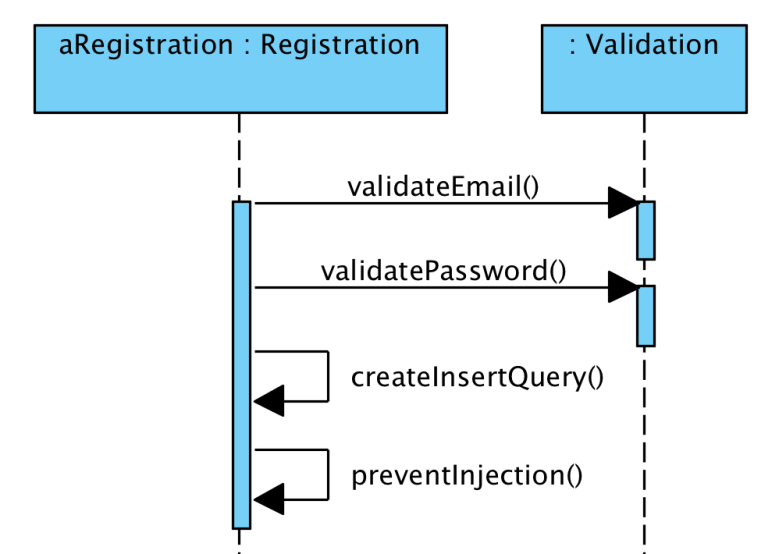 aRegistration : Registration
: Validation
validateEmail()
validatePassword()
createInsertQuery()
preventInjection()